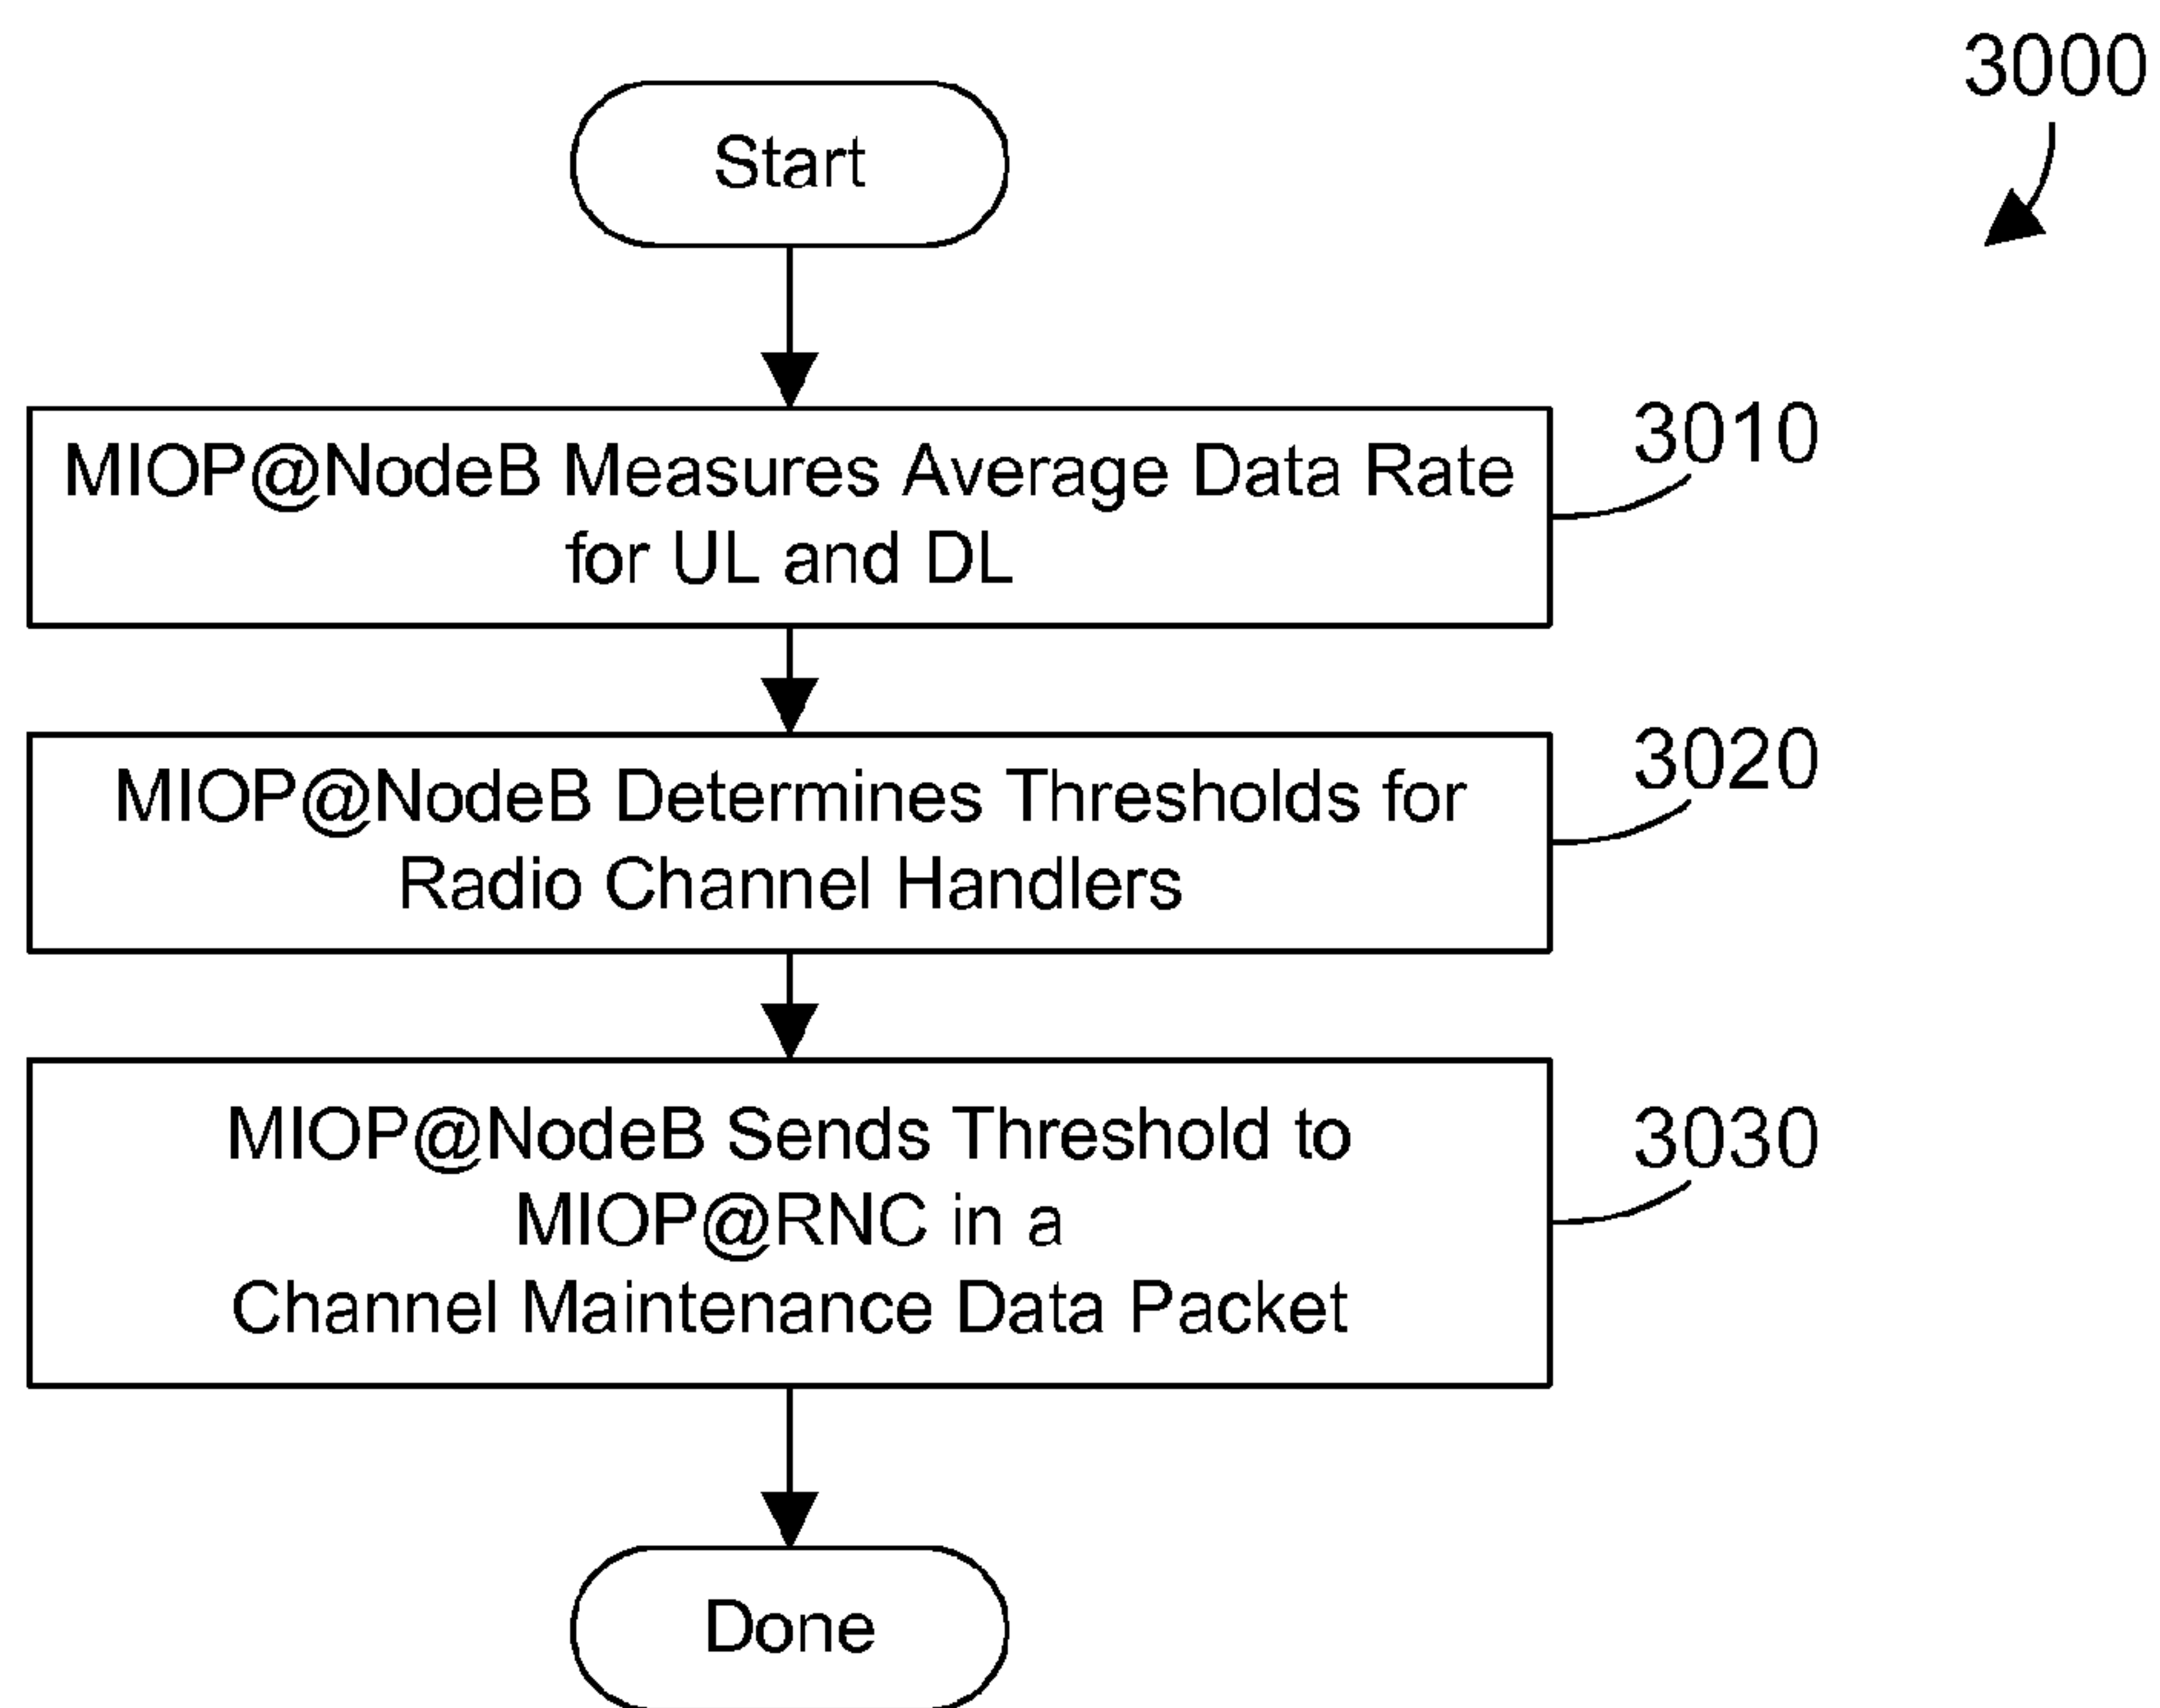 3000
Start
MIOP@NodeB Measures Average Data Rate
for UL and DL
3010
MIOP@NodeB Determines Thresholds for
Radio Channel Handlers
3020
MIOP@NodeB Sends Threshold to
MIOP@RNC in a
Channel Maintenance Data Packet
3030
Done